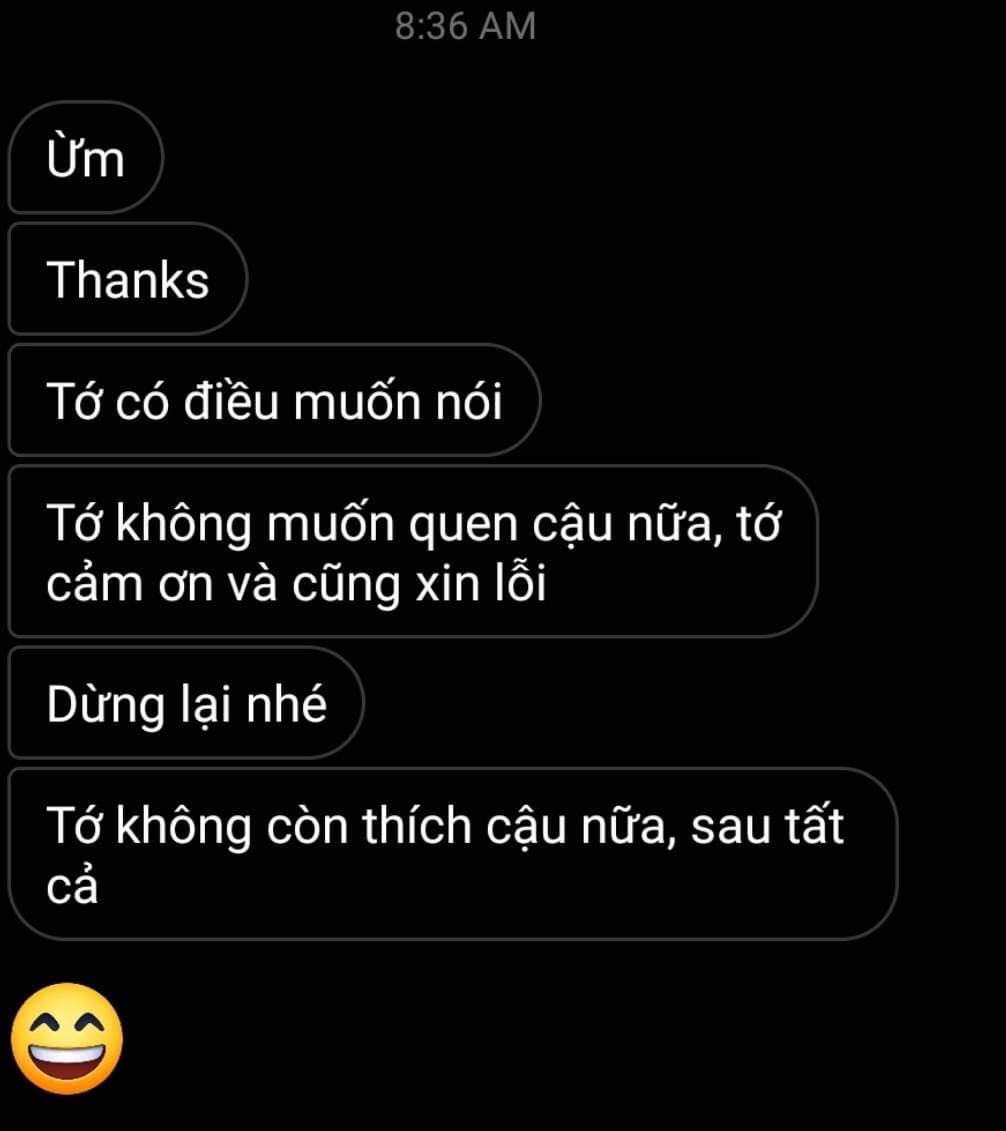 8:36 AM
Ừm
Thanks
Tớ có điều muốn nói
Tớ không muốn quen cậu nữa, tớ
cảm ơn và cũng xin lỗi
Dừng lại nhé
Tớ không còn thích cậu nữa, sau tất
cả